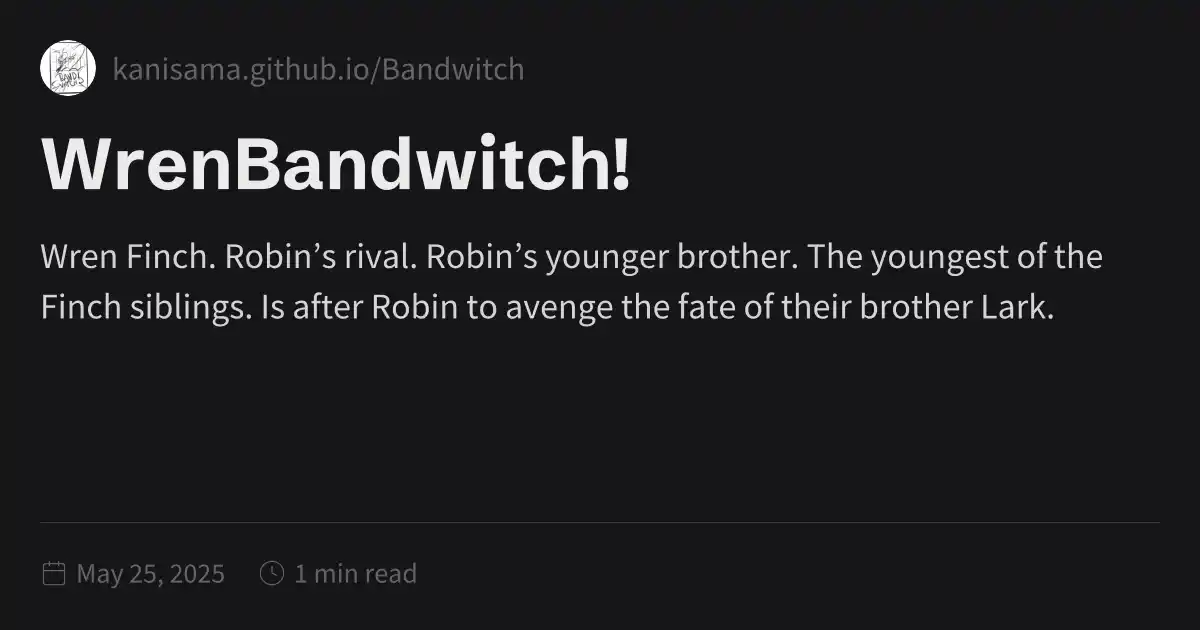 kanisama.github.io/Bandwitch
WrenBandwitch!
Wren Finch. Robin’s rival. Robin’s younger brother. The youngest of the
Finch siblings. Is after Robin to avenge the fate of their brother Lark.
May 25, 2025
1 min read